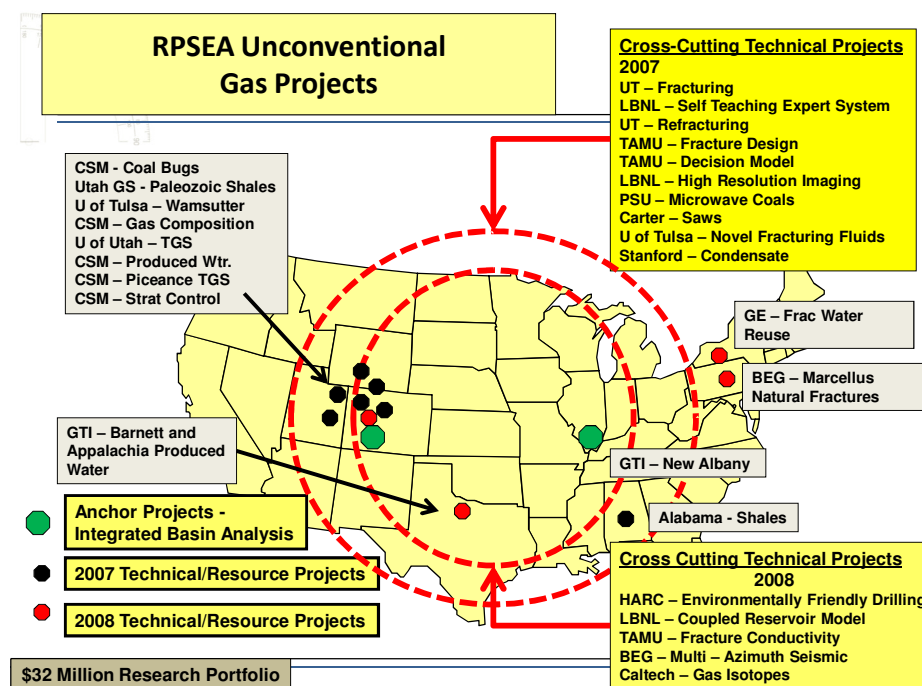 RPSEA Unconventional
Gas Projects
Cross-Cutting Technical Projects
2007
UT – Fracturing
LBNL – Self Teaching Expert System
UT – Refracturing
TAMU – Fracture Design
TAMU – Decision Model
LBNL – High Resolution Imaging
PSU – Microwave Coals
Carter – Saws
U of Tulsa – Novel Fracturing Fluids
Stanford – Condensate
CSM - Coal Bugs
Utah GS - Paleozoic Shales
U of Tulsa – Wamsutter
CSM – Gas Composition
U of Utah – TGS
CSM – Produced Wtr.
CSM – Piceance TGS
CSM – Strat Control
GE – Frac Water
Reuse
BEG – Marcellus
Natural Fractures
GTI – Barnett and
Appalachia Produced
Water
GTI – New Albany
Alabama - Shales
Anchor Projects -
Integrated Basin Analysis
2007 Technical/Resource Projects
2008 Technical/Resource Projects
Cross Cutting Technical Projects
2008
HARC – Environmentally Friendly Drilling
LBNL – Coupled Reservoir Model
TAMU – Fracture Conductivity
BEG – Multi – Azimuth Seismic
Caltech – Gas Isotopes
$32 Million Research Portfolio